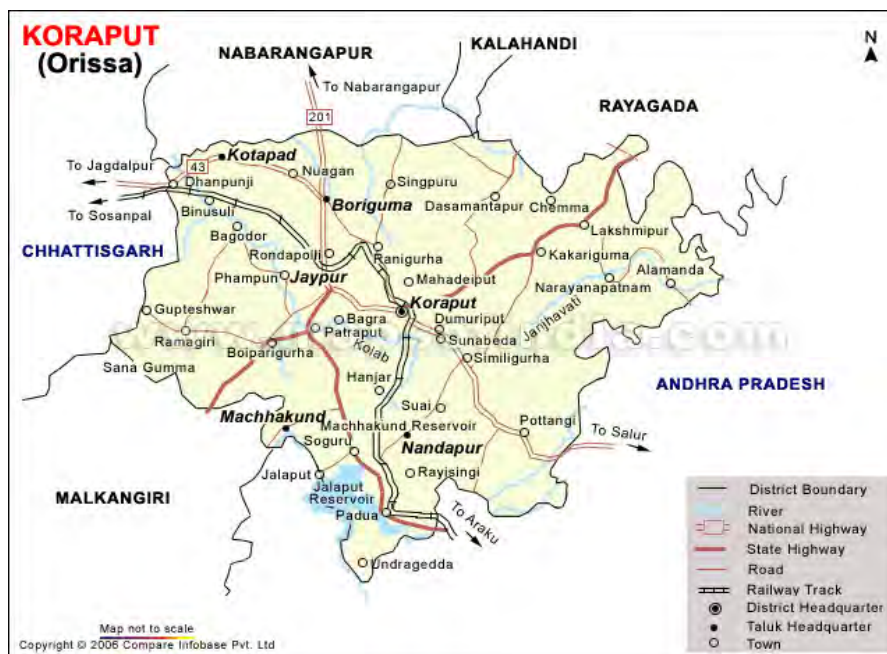 KORAPUT
(Orissa)
NABARANGAPUR
KALAHANDI
N
To Nabarangapur
RAYAGADA
201
To Jagdalpur
43
Kotapad
Dhanpunji
Nuagan
Singpuru
To Sosanpal
Binusuli
Boriguma
Dasamantapur
Chemma
Bagodor
Lakshmipur
CHHATTISGARH
Rondapolli
Ranigurha
Kakariguma
Phampun
Jaypur
Mahadeiput
Narayanapatnam
Alamanda
Gupteshwar
Koraput
Janjhavati
Bagra
Dumuriput
Ramagiri
Patraput
Sunabeda
Boiparigurha
Kolab
Similigurha
Sana Gumma
Hanjar
ANDHRA PRADESH
Machhakund
Suai
Machhakund Reservoir
Pottangi
To Salur
Soguru
Nandapur
Jalaput
Rayisingi
MALKANGIRI
Jalaput
Reservoir
Padua
To Araku
Undragedda
District Boundary
River
National Highway
State Highway
Road
Railway Track
District Headquarter
Taluk Headquarter
Town
Map not to scale
Copyright © 2006 Compare Infobase Pvt. Ltd